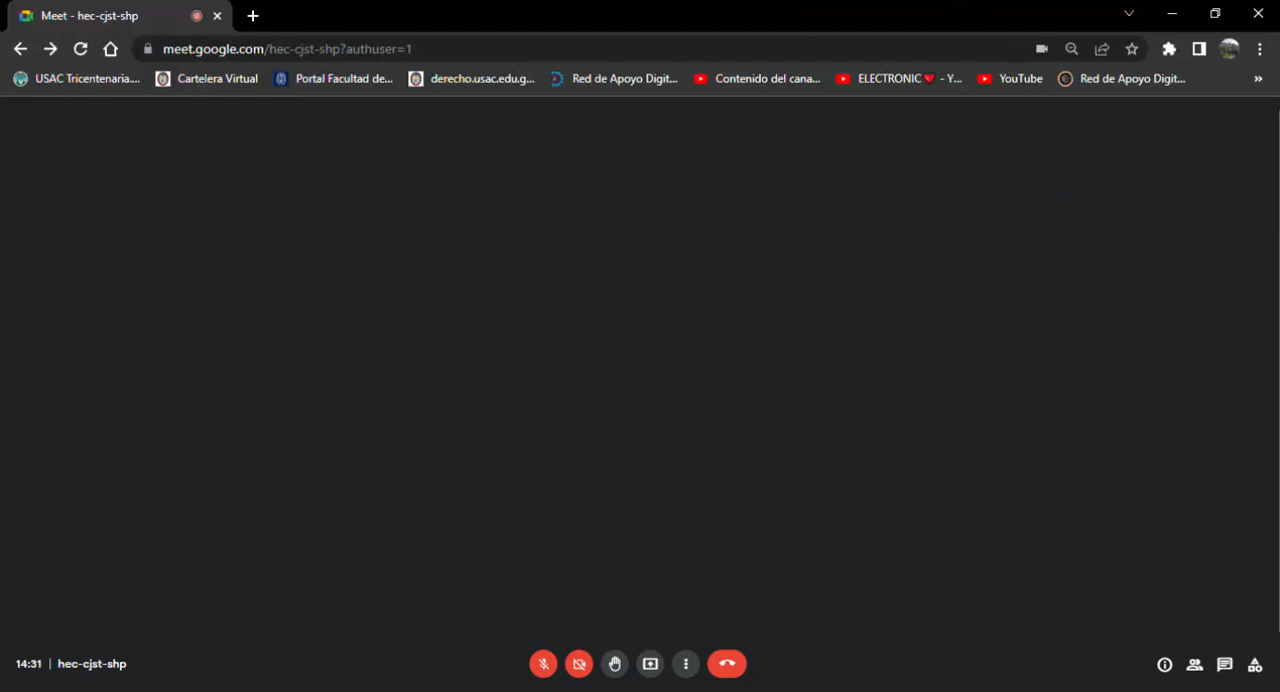 Meet - hec-cjst-shp
meet.google.com/hec-cjst-shp?authuser=1
USAC Tricentenaria.... Cartelera Virtual Portal Facultad de... derecho.usac.edu.g... Red de Apoyo Digit... Contenido del cana... ELECTRONIC❤️ - Y... YouTube Red de Apoyo Digit... »
14:31 | hec-cjst-shp